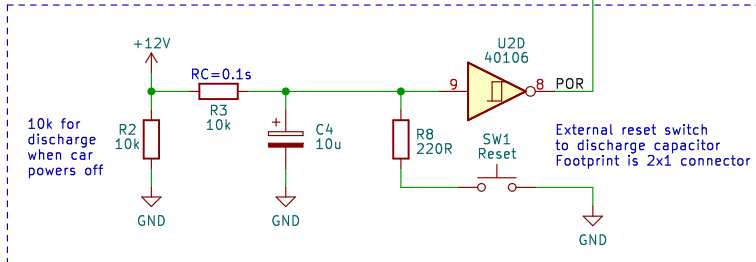 U2D
40106
+12V
RC=0.1s
9
8
POR
R3
10k
10k for
discharge
when car
powers off
R2
10k
+
C4
10u
R8
220R
SW1
Reset
External reset switch
to discharge capacitor
Footprint is 2x1 connector
GND
GND
GND